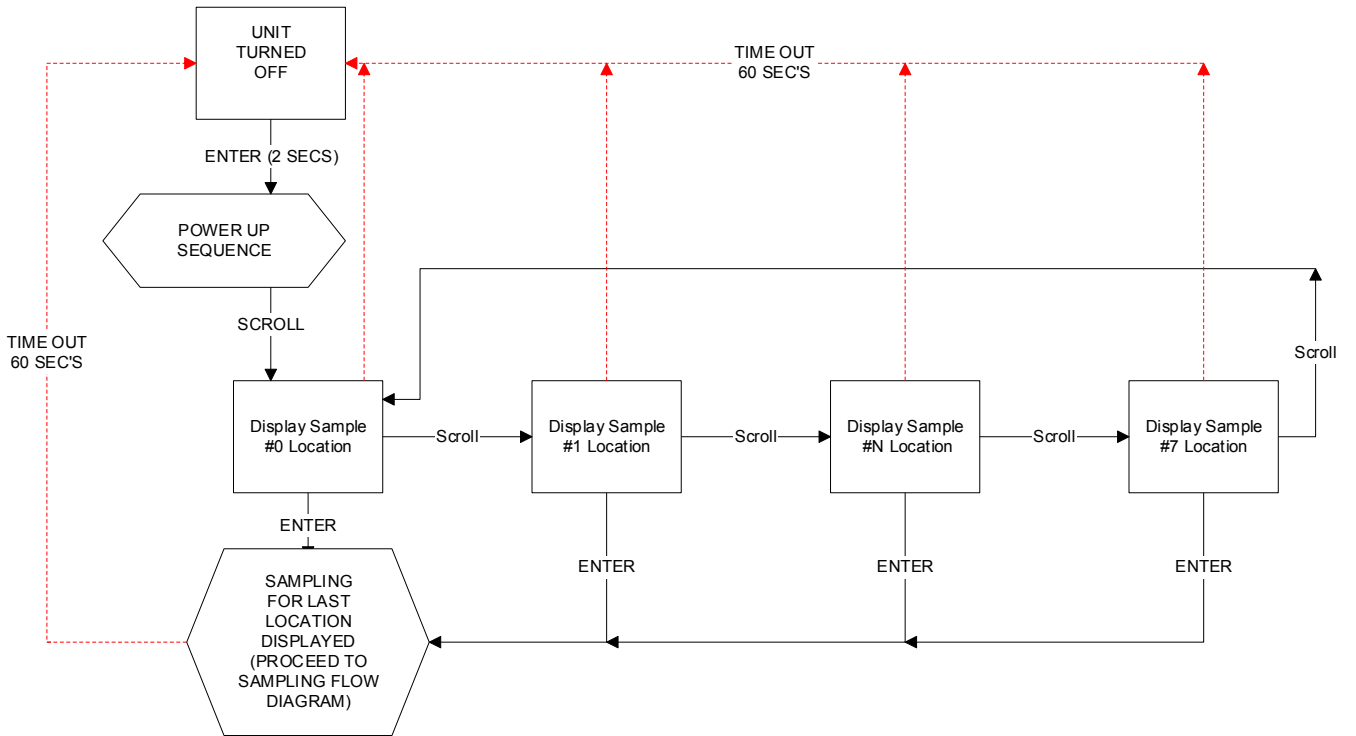 UNIT
TURNED
OFF
TIME OUT
60 SEC'S
ENTER (2 SECS)
POWER UP
SEQUENCE
SCROLL
TIME OUT
60 SEC'S
Scroll
Display Sample
#0 Location
Scroll
Display Sample
#1 Location
Scroll
Display Sample
#N Location
Scroll
Display Sample
#7 Location
ENTER
ENTER
ENTER
ENTER
SAMPLING
FOR LAST
LOCATION
DISPLAYED
(PROCEED TO
SAMPLING FLOW
DIAGRAM)